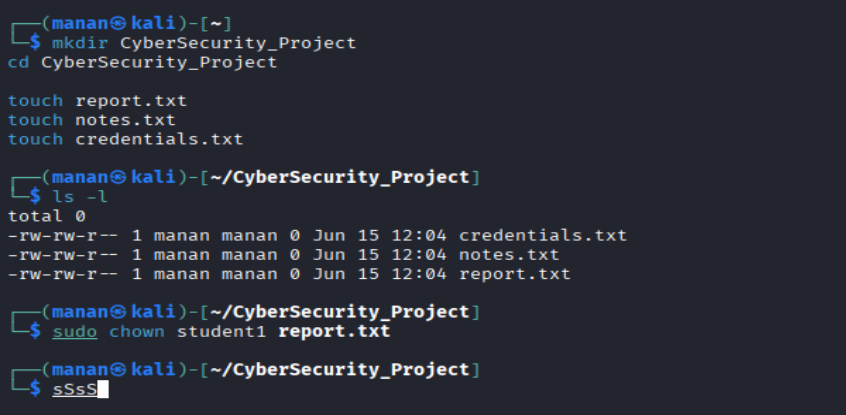 ┌──(manan㉿kali)-[~]
└─$ mkdir CyberSecurity_Project
cd CyberSecurity_Project
touch report.txt
touch notes.txt
touch credentials.txt
┌──(manan㉿kali)-[~/CyberSecurity_Project]
└─$ ls -l
total 0
-rw-rw-r-- 1 manan manan 0 Jun 15 12:04 credentials.txt
-rw-rw-r-- 1 manan manan 0 Jun 15 12:04 notes.txt
-rw-rw-r-- 1 manan manan 0 Jun 15 12:04 report.txt
┌──(manan㉿kali)-[~/CyberSecurity_Project]
└─$ sudo chown student1 report.txt
┌──(manan㉿kali)-[~/CyberSecurity_Project]
└─$ sSsS